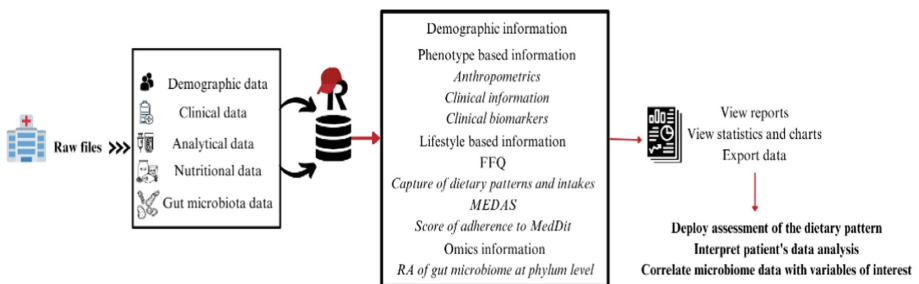 Raw files
Demographic data
Clinical data
Analytical data
Nutritional data
Gut microbiota data
R
Demographic information
Phenotype based information
Anthropometrics
Clinical information
Clinical biomarkers
Lifestyle based information
FFQ
Capture of dietary patterns and intakes
MEDAS
Score of adherence to MedDit
Omics information
RA of gut microbiome at phylum level
View reports
View statistics and charts
Export data
Deploy assessment of the dietary pattern
Interpret patient's data analysis
Correlate microbiome data with variables of interest